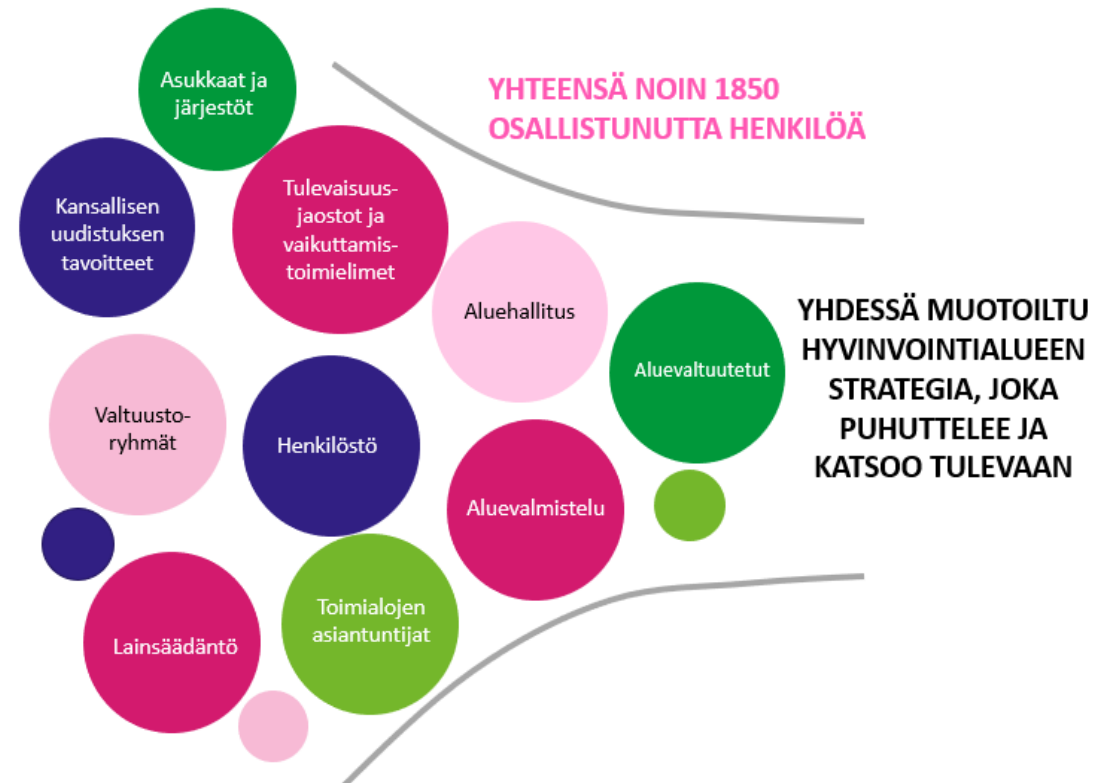 Asukkaat ja
järjestöt
YHTEENSÄ NOIN 1850
OSALLISTUNUTTA HENKILÖÄ
Kansallisen
uudistuksen
tavoitteet
Tulevaisuus-
jaostot ja
vaikuttamis-
toimielimet
Aluehallitus
Aluevaltuutetut
YHDESSÄ MUOTOILTU
HYVINVOINTIALUEEN
STRATEGIA, JOKA
PUHUTTELEE JA
KATSOO TULEVAAN
Valtuusto-
ryhmät
Henkilöstö
Aluevalmistelu
Lainsäädäntö
Toimialojen
asiantuntijat